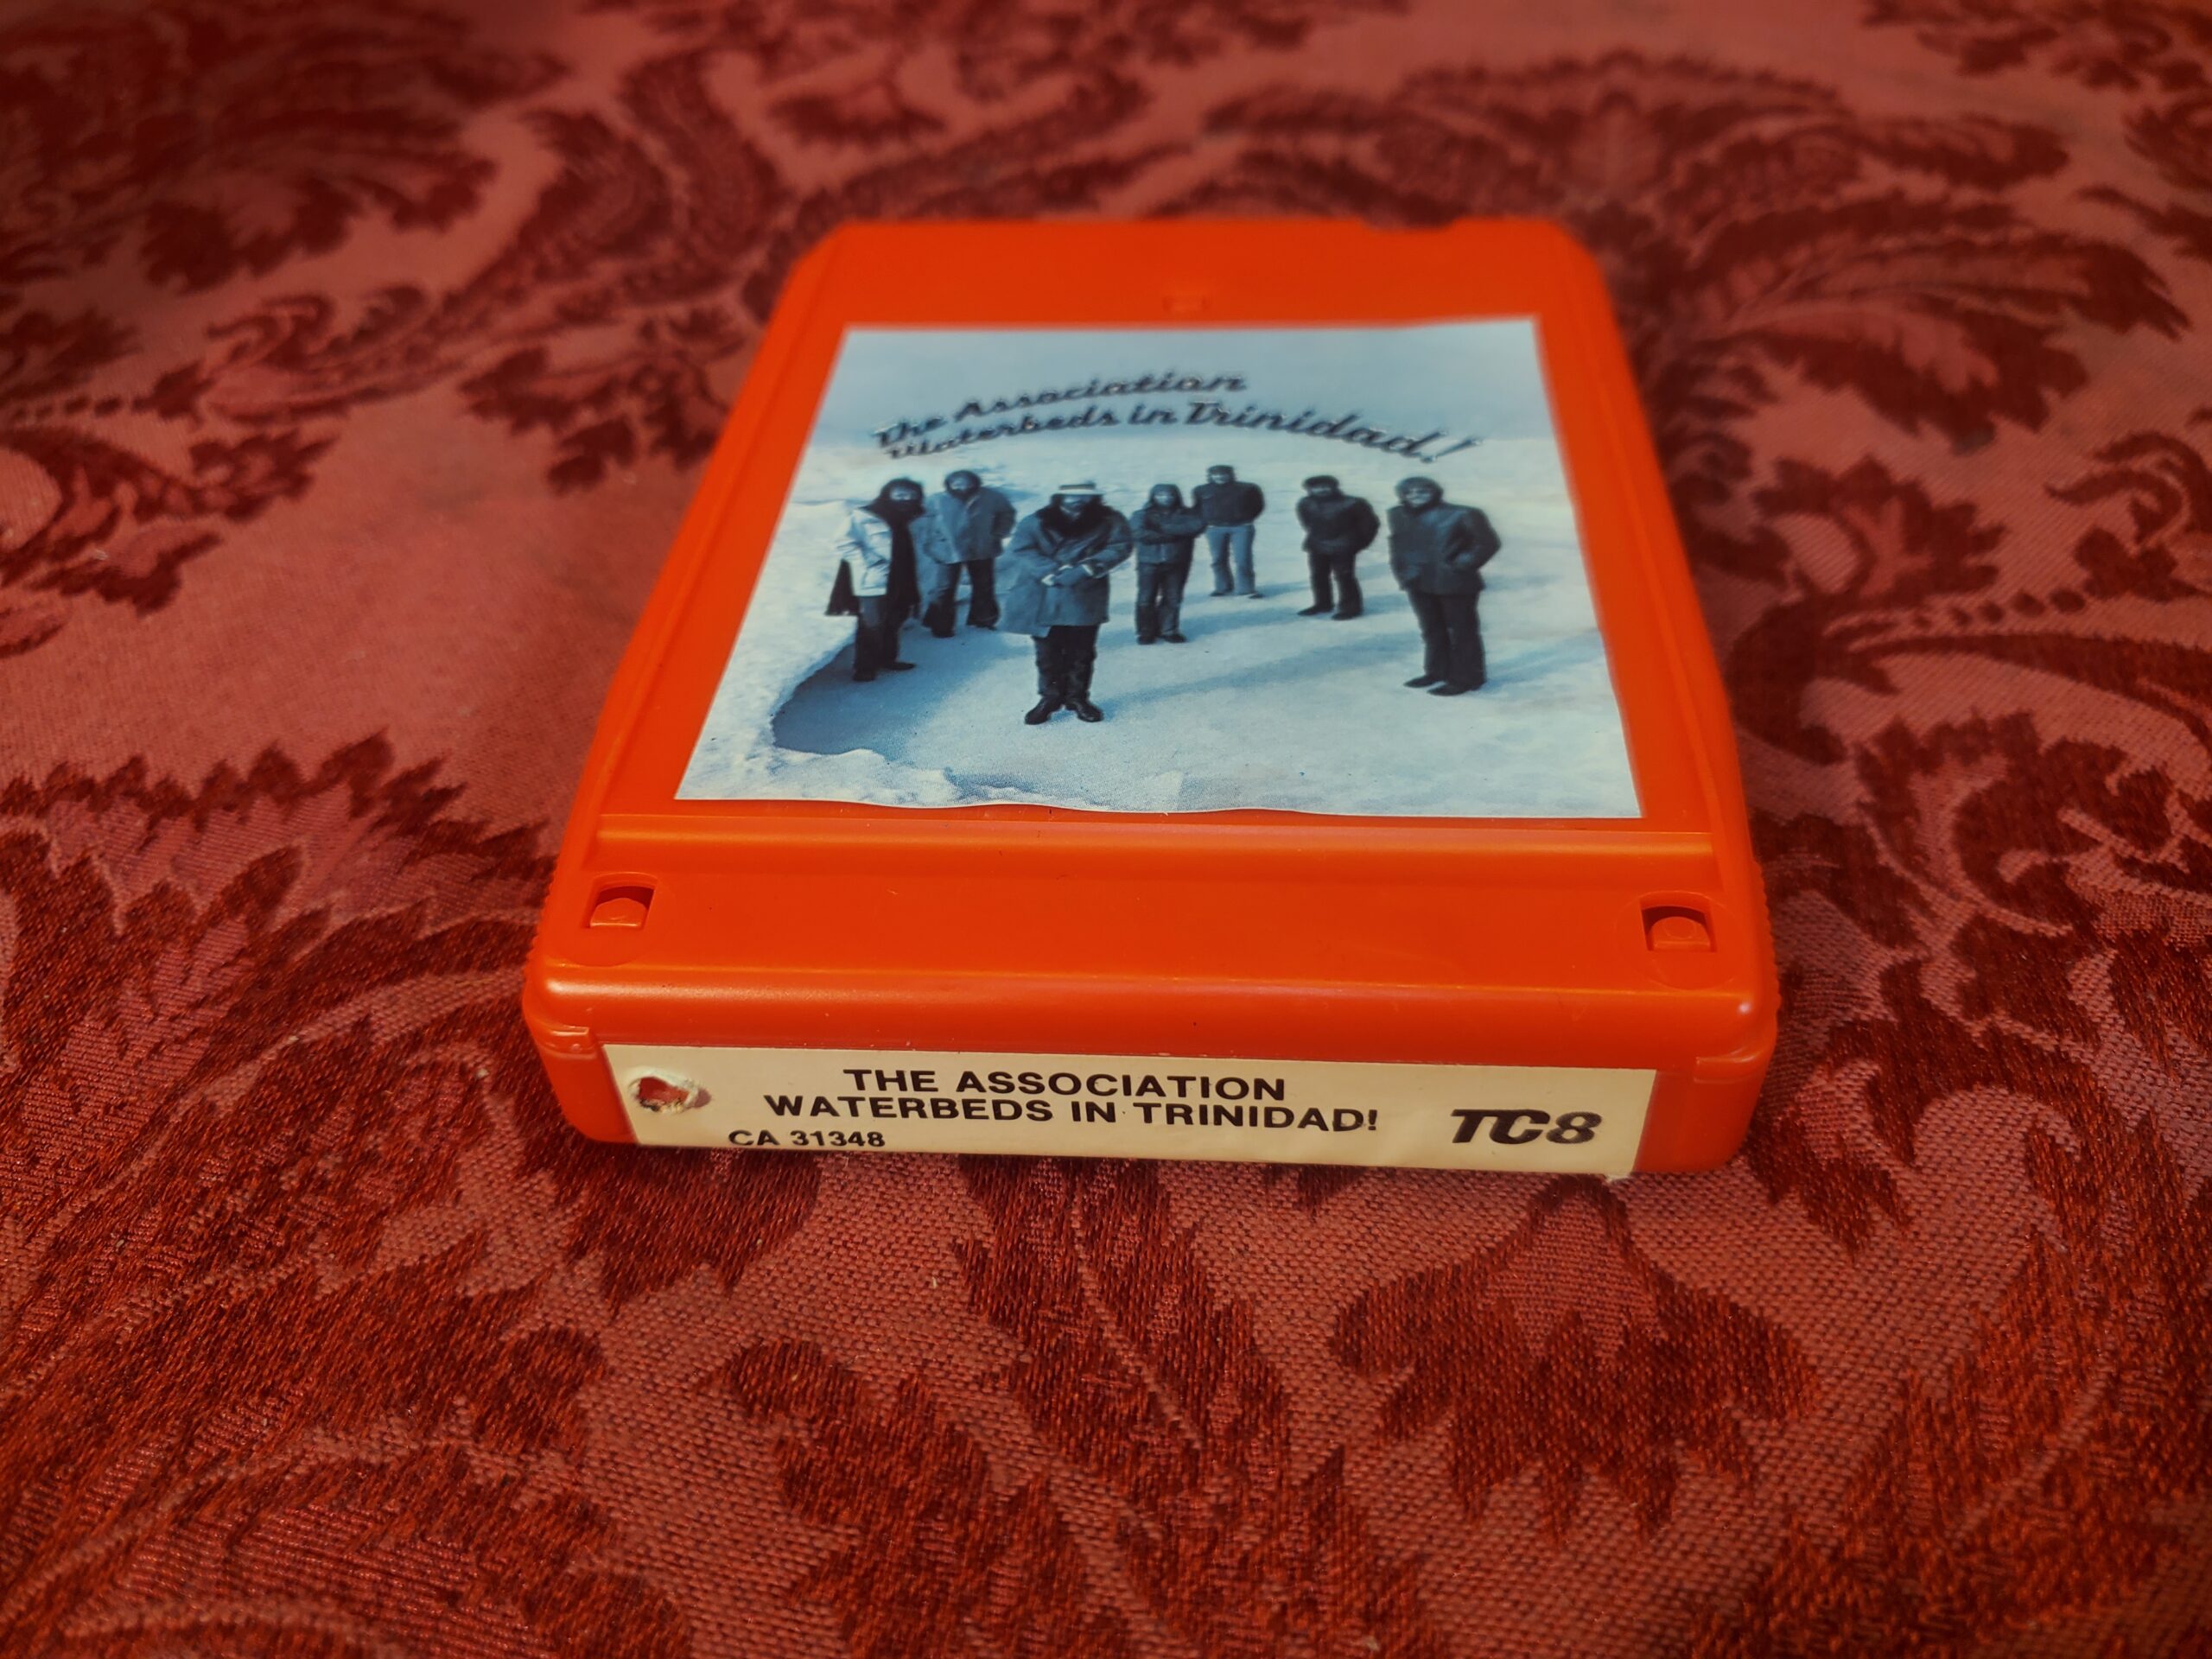 The Association
Waterbeds in Trinidad!
THE ASSOCIATION
WATERBEDS IN TRINIDAD!
CA 31348
TC8